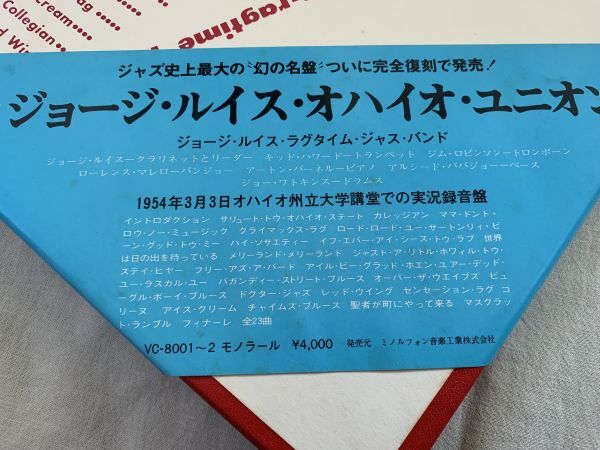 cream
rag
Collegian
ragtime
ジャズ史上最大の〝幻の名盤〟ついに完全復刻で発売!
ジョージ・ルイス・オハイオ・ユニオン
ジョージ・ルイス・ラグタイム・ジャス・バンド
ジョージ・ルイスークラリネットとリーダー キッド・ハワードートランペット ジム・ロビンソンートロンボーン
ローレンス・マレローバンジョー アートン・パーネルーピアノ アルシード・パバジョーーベース
ジョー・ワトキンスードラムス
1954年3月3日オハイオ州立大学講堂での実況録音盤
イントロダクション サリュート・トウ・オハイオ・ステート カレッジアン ママ・ドント・
ロウ・ノー・ミュージック クライマックス・ラグ ロード・ロード・ユー・サートンリィ・ビ
ーン・グッド・トウ・ミー ハイ・ソサエティー イフ・エバー・アイ・シース・トウ・ラブ 世界
は日の出を待っている メリーランド・メリーランド ジャスト・ア・リトル・ホワィル・トウ・
スティ・ヒヤー フリー・アズ・ア・バード アイル・ビー・グラッド・ホエン・ユアー・デッド・
ユー・ラスカル・ユー バガンディー・ストリート・ブルース オーバー・ザ・ウェイブズ ビュ
ーグル・ボーイ・ブルース ドクター・ジャズ レッド・ウイング センセーション・ラグ コ
リーヌ アイス・クリーム チャイムズ・ブルース 聖者が町にやって来る マスクラッ
ト・ランブル フィナーレ 全23曲
VC-8001〜2 モノラール ¥4,000 発売元 ミノルフォン音楽工業株式会社